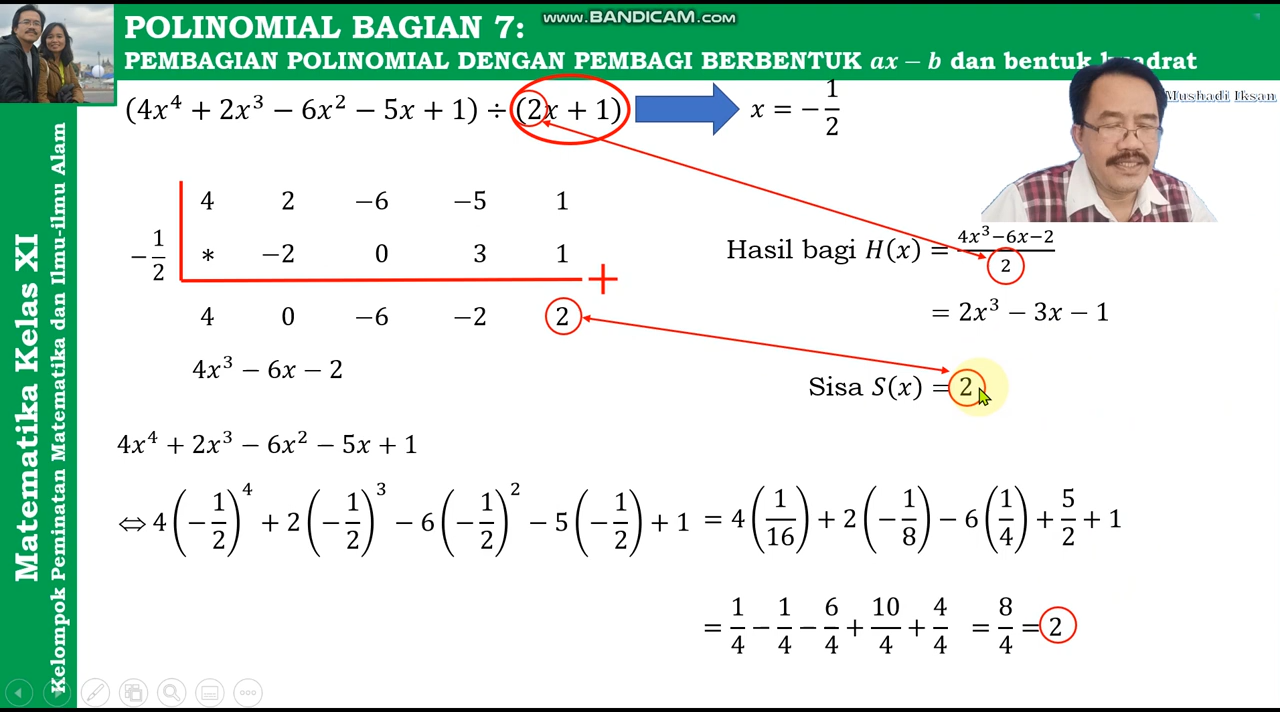 www.BANDICAM.com
POLINOMIAL BAGIAN 7:
PEMBAGIAN POLINOMIAL DENGAN PEMBAGI BERBENTUK ax − b dan bentuk
Mushadi Iksan
Matematika Kelas XI
Kelompok Peminatan Matematika dan Ilmu-ilmu Alam
(4x⁴ + 2x³ − 6x² − 5x + 1) ÷ (2x + 1) x = −1/2
4 2 −6 −5 1
−1/2 * −2 0 3 1 +
4 0 −6 −2 2
4x³ − 6x − 2
Hasil bagi H(x) = (4x³−6x−2)/2
= 2x³ − 3x − 1
Sisa S(x) = 2
4x⁴ + 2x³ − 6x² − 5x + 1
⇔ 4(−1/2)⁴ + 2(−1/2)³ − 6(−1/2)² − 5(−1/2) + 1 = 4(1/16) + 2(−1/8) − 6(1/4) + 5/2 + 1
= 1/4 − 1/4 − 6/4 + 10/4 + 4/4 = 8/4 = 2